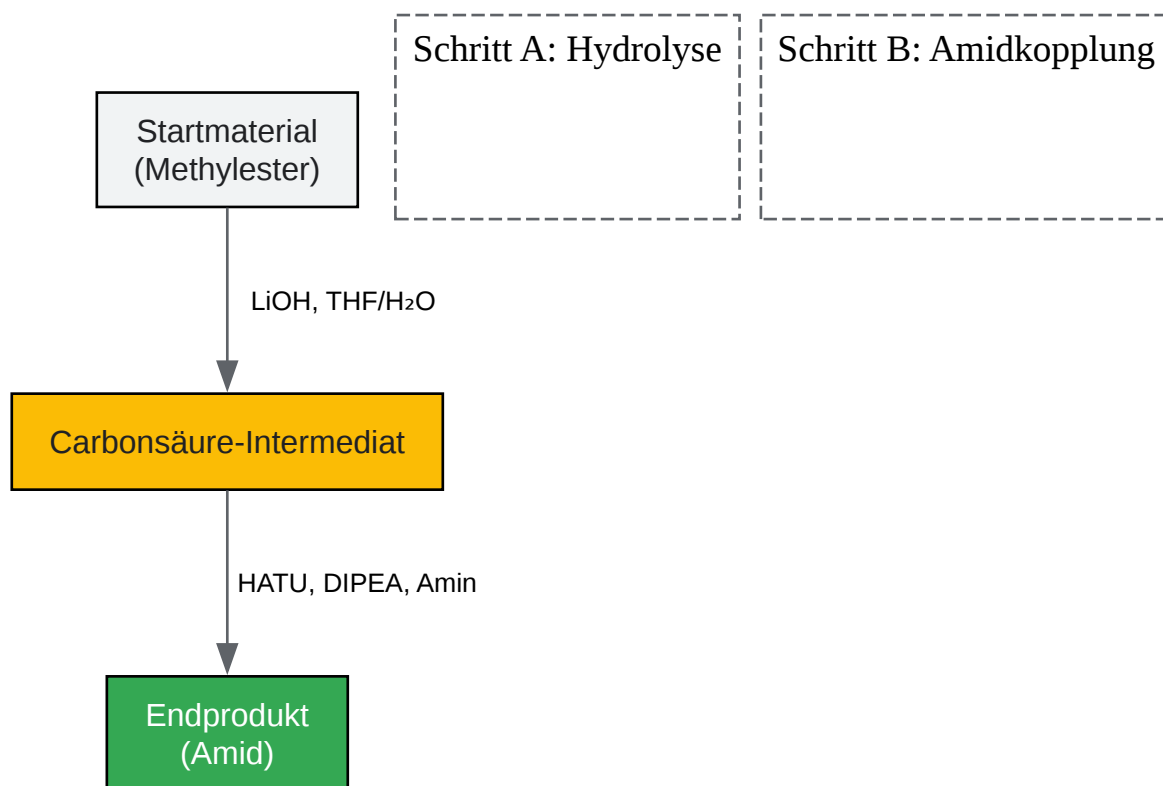 Schritt A: Hydrolyse
Schritt B: Amidkopplung
Startmaterial
(Methylester)
LiOH, THF/H₂O
Carbonsäure-Intermediat
HATU, DIPEA, Amin
Endprodukt
(Amid)